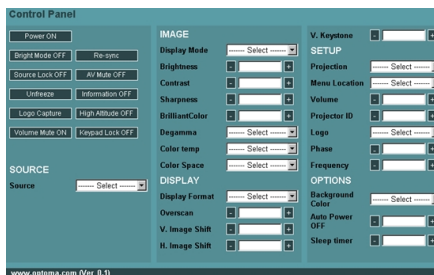 Control Panel
Power ON
Bright Mode OFF
Re-sync
Source Lock OFF
AV Mute OFF
Unfreeze
Information OFF
Logo Capture
High Altitude OFF
Volume Mute ON
Keypad Lock OFF
SOURCE
Source
------- Select -------
IMAGE
Display Mode
------- Select -------
Brightness
-
+
Contrast
-
+
Sharpness
-
+
BrilliantColor
-
+
Degamma
------- Select -------
Color temp
------- Select -------
Color Space
------- Select -------
DISPLAY
Display Format
------- Select -------
Overscan
-
+
V. Image Shift
-
+
H. Image Shift
-
+
V. Keystone
-
+
SETUP
Projection
------- Select -------
Menu Location
------- Select -------
Volume
-
+
Projector ID
-
+
Logo
------- Select -------
Phase
-
+
Frequency
-
+
OPTIONS
Background Color
------- Select -------
Auto Power OFF
-
+
Sleep timer
-
+
www.optoma.com (Ver 0.1)